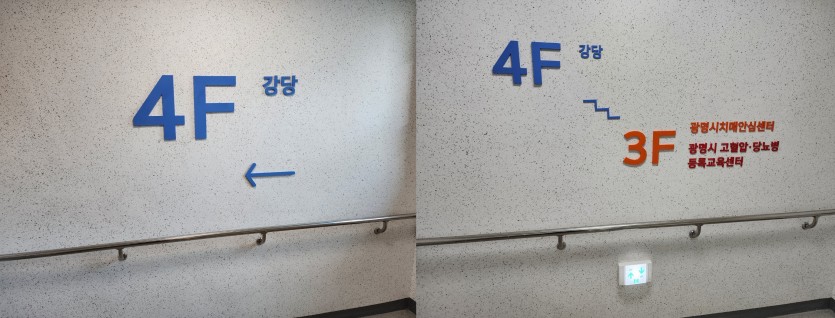 4F 강당
4F 강당
3F 광명시치매안심센터
광명시 고혈압·당뇨병
등록교육센터